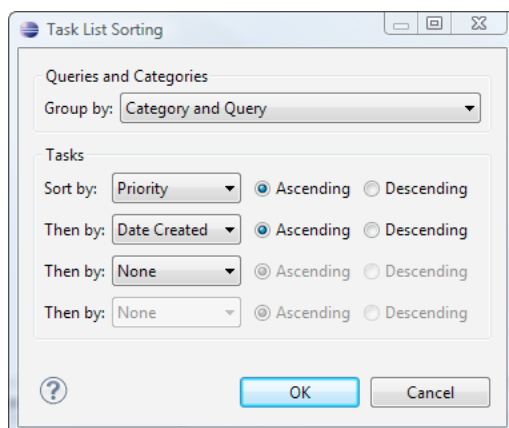 Task List Sorting
Queries and Categories
Group by: Category and Query
Tasks
Sort by: Priority Ascending Descending
Then by: Date Created Ascending Descending
Then by: None Ascending Descending
Then by: None Ascending Descending
? OK Cancel